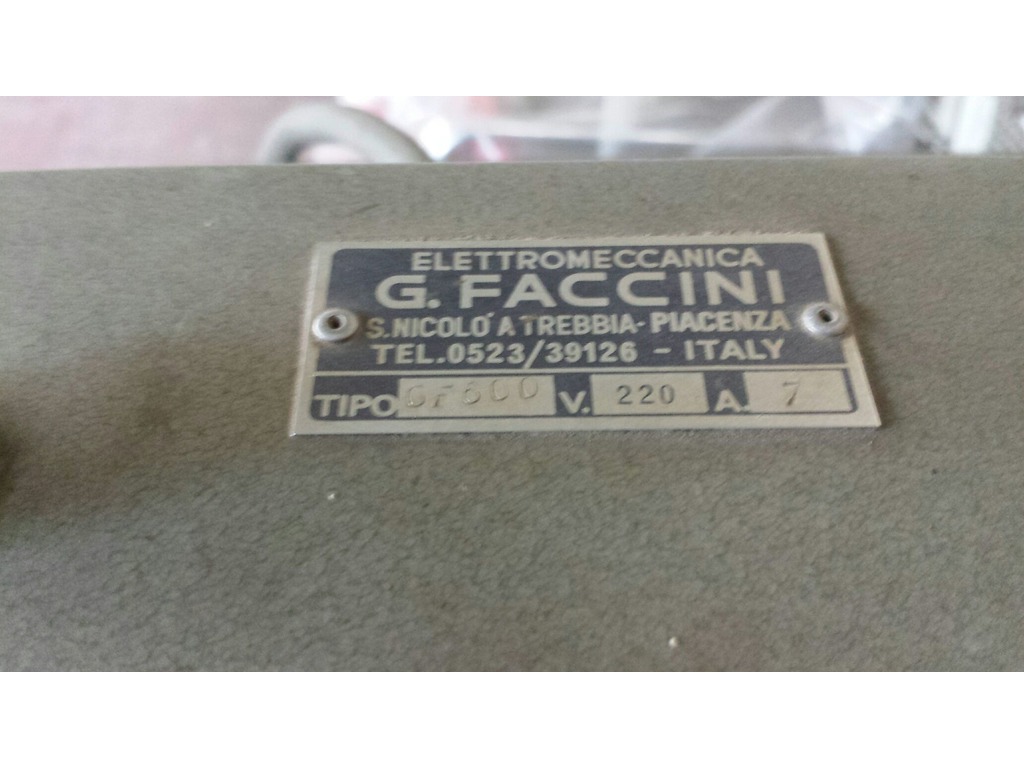 ELETTROMECCANICA
G. FACCINI
S. NICOLO' A TREBBIA - PIACENZA
TEL. 0523/39126 - ITALY
TIPO V. 220 A. 7